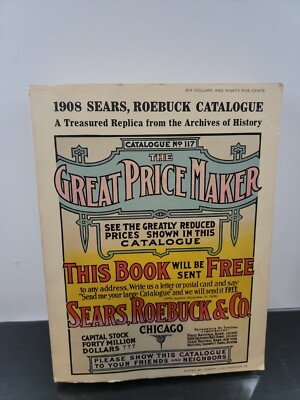 SIX DOLLARS AND NINETY FIVE CENTS
1908 SEARS, ROEBUCK CATALOGUE
A Treasured Replica from the Archives of History
CATALOGUE No 117
THE
GREAT PRICE MAKER
SEE THE GREATLY REDUCED
PRICES SHOWN IN THIS
CATALOGUE
THIS BOOK WILL BE SENT FREE
to any address. Write us a letter or postal card and say
"Send me your large Catalogue" and we will send it FREE
SEARS, ROEBUCK & Co.
CHICAGO
CAPITAL STOCK
FORTY MILLION
DOLLARS
PLEASE SHOW THIS CATALOGUE
TO YOUR FRIENDS AND NEIGHBORS